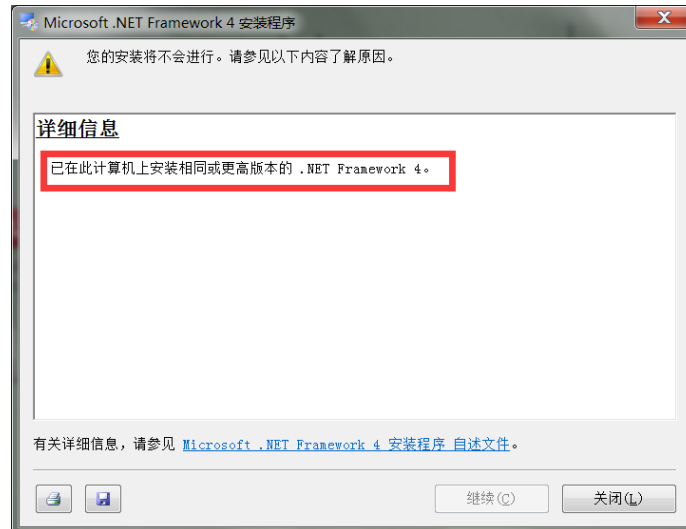 Microsoft .NET Framework 4 安装程序
您的安装将不会进行。请参见以下内容了解原因。
详细信息
已在此计算机上安装相同或更高版本的 .NET Framework 4。
有关详细信息，请参见 Microsoft .NET Framework 4 安装程序 自述文件。
继续(C)
关闭(L)